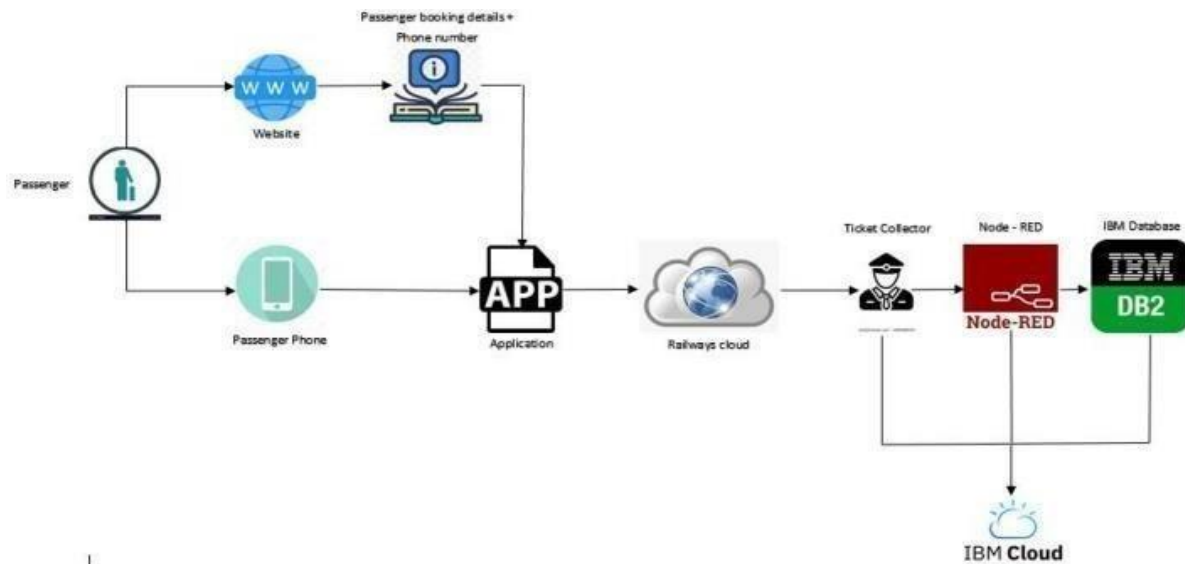 Passenger booking details +
Phone number
WWW
Website
Passenger
Passenger Phone
APP
Application
Railways cloud
Ticket Collector
Node - RED
Node-RED
IBM Database
IBM
DB2
IBM Cloud